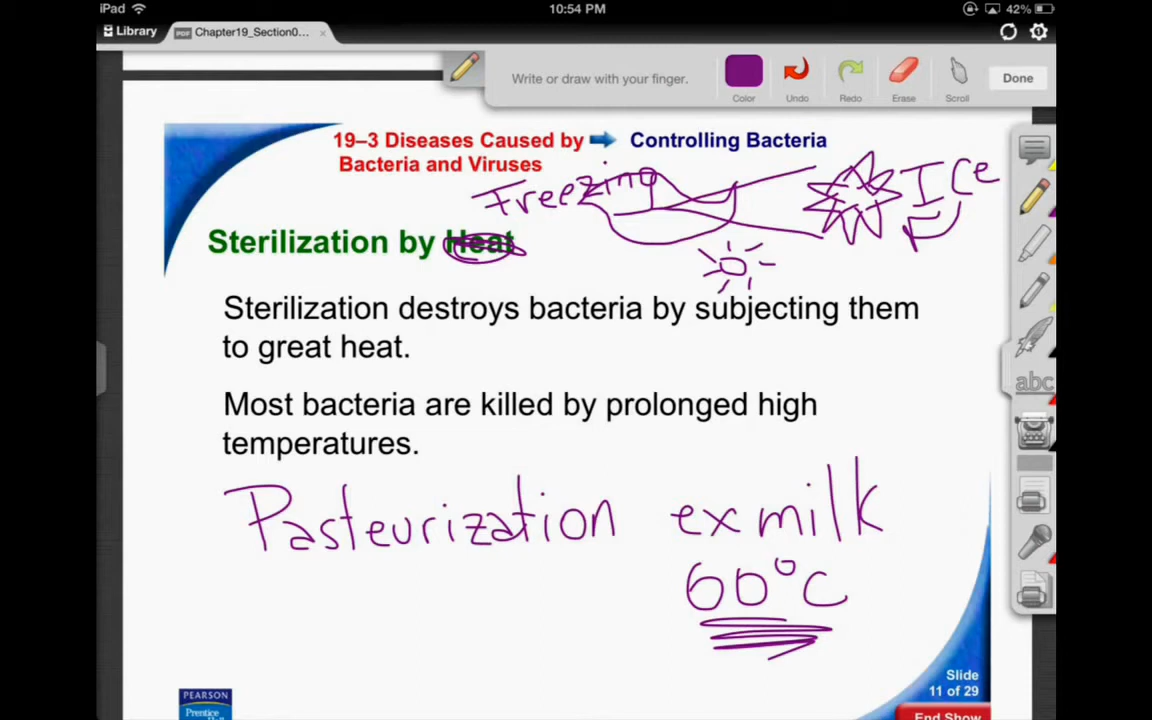 iPad 10:54 PM 42%
Library Chapter19_Section0...
Write or draw with your finger.
Color Undo Redo Erase Scroll Done
19–3 Diseases Caused by Controlling Bacteria
Bacteria and Viruses
Freezing ICe
Sterilization by Heat
Sterilization destroys bacteria by subjecting them
to great heat.
Most bacteria are killed by prolonged high
temperatures.
abc
Pasteurization ex milk
60°C
Slide
11 of 29
PEARSON
Prentice
End Show